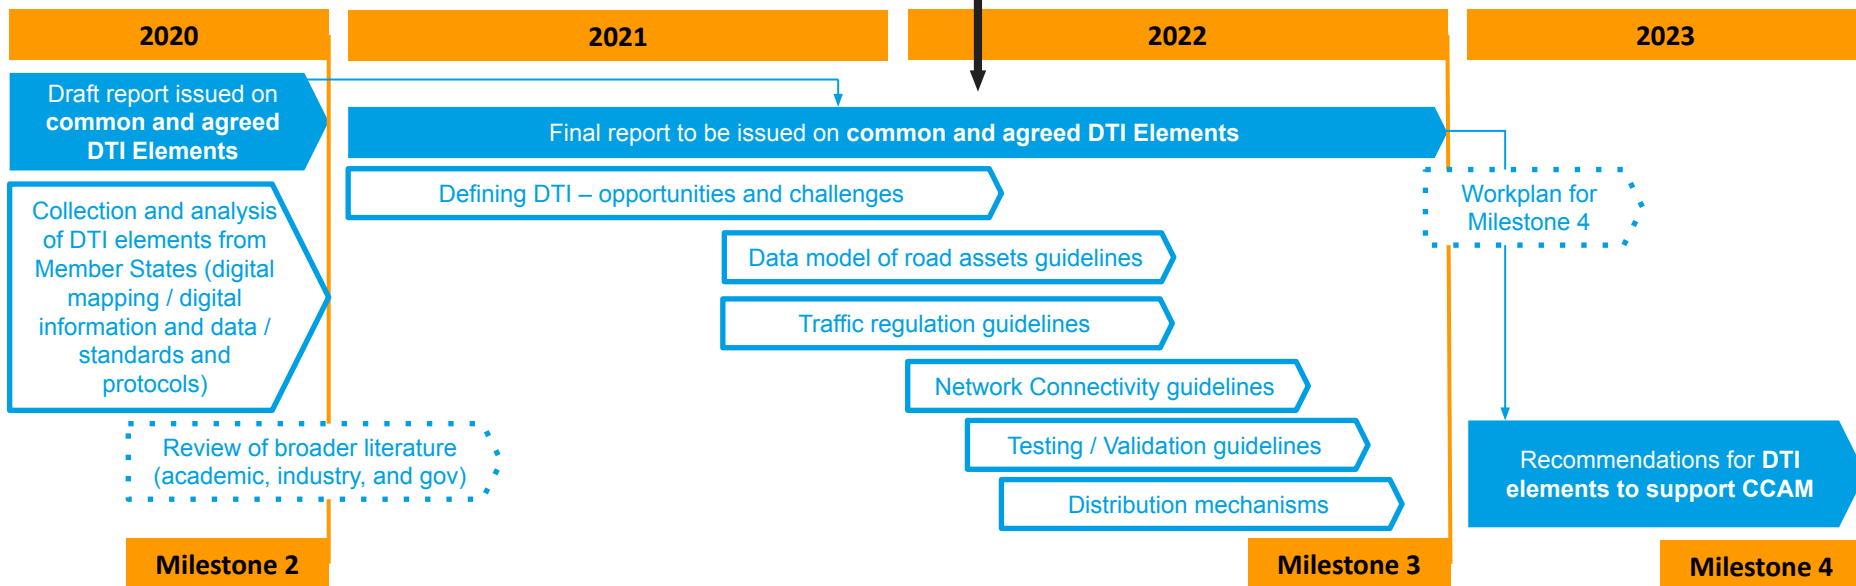 2020
2021
2022
2023
Draft report issued on
common and agreed
DTI Elements
Final report to be issued on common and agreed DTI Elements
Defining DTI – opportunities and challenges
Collection and analysis
of DTI elements from
Member States (digital
mapping / digital
information and data /
standards and
protocols)
Workplan for
Milestone 4
Data model of road assets guidelines
Traffic regulation guidelines
Network Connectivity guidelines
Review of broader literature
(academic, industry, and gov)
Testing / Validation guidelines
Distribution mechanisms
Recommendations for DTI
elements to support CCAM
Milestone 2
Milestone 3
Milestone 4